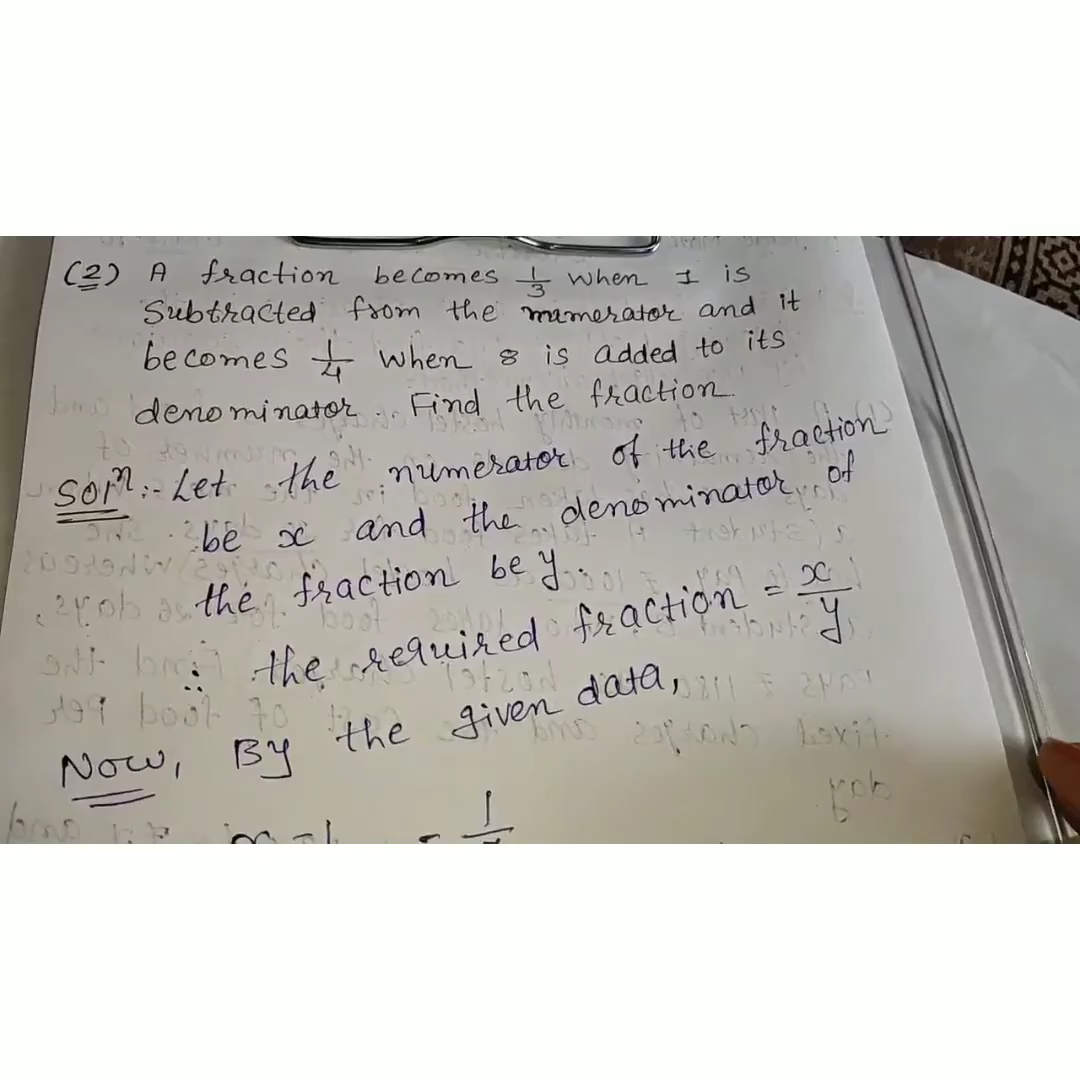 (2) A fraction becomes 1/3 when 1 is
Subtracted from the numerator and it
becomes 1/4 when 8 is added to its
denominator. Find the fraction.
Solⁿ:- Let the numerator of the fraction
be x and the denominator of
the fraction be y.
∴ the required fraction = x/y
Now, By the given data,